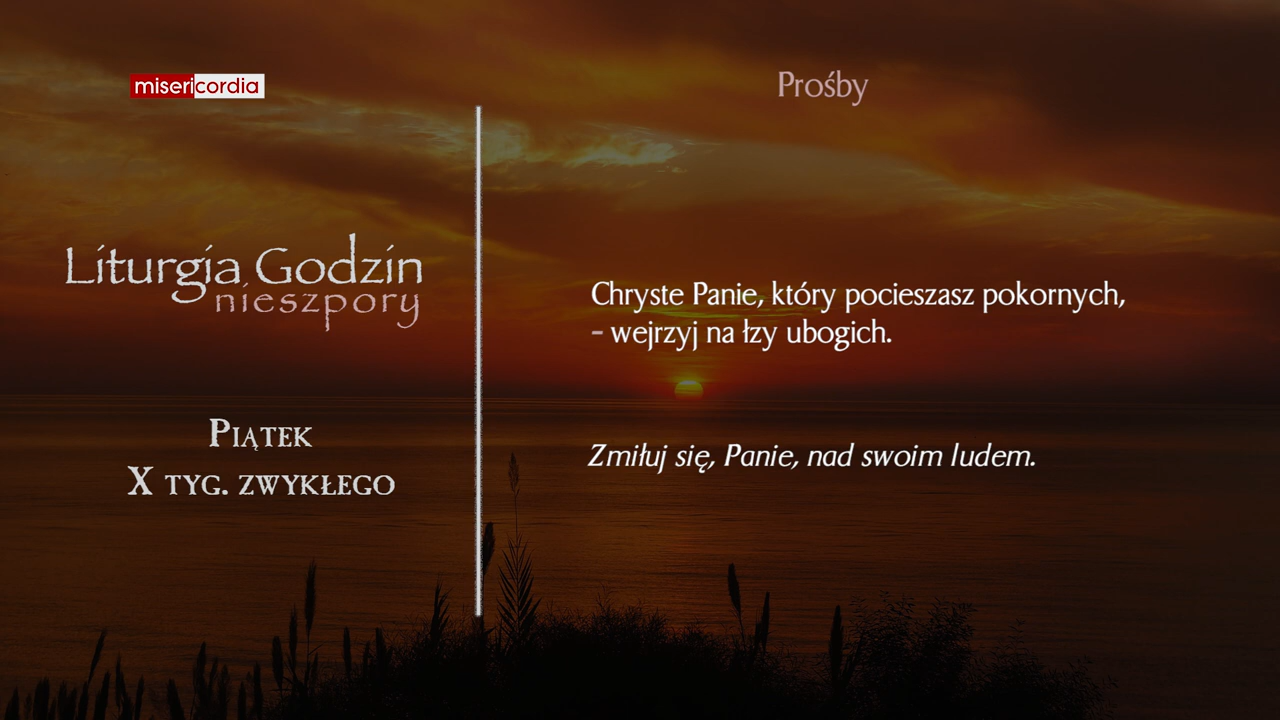 misericordia
Liturgia Godzin
nieszpory
Piątek
X tyg. zwykłego
Prośby
Chryste Panie, który pocieszasz pokornych,
- wejrzyj na łzy ubogich.
Zmiłuj się, Panie, nad swoim ludem.